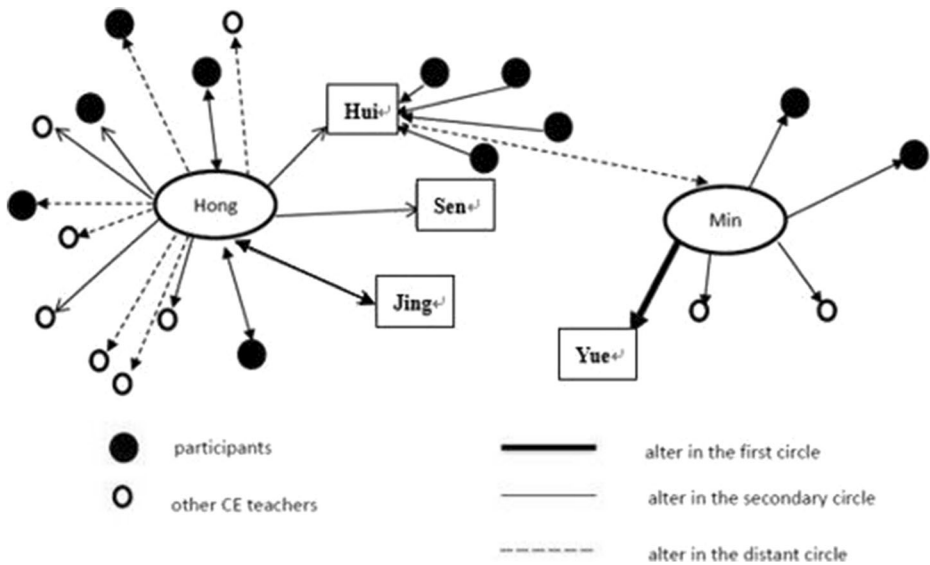 Hui↵
Hong
Sen↵
Min
Jing↵
Yue↵
participants
alter in the first circle
other CE teachers
alter in the secondary circle
alter in the distant circle